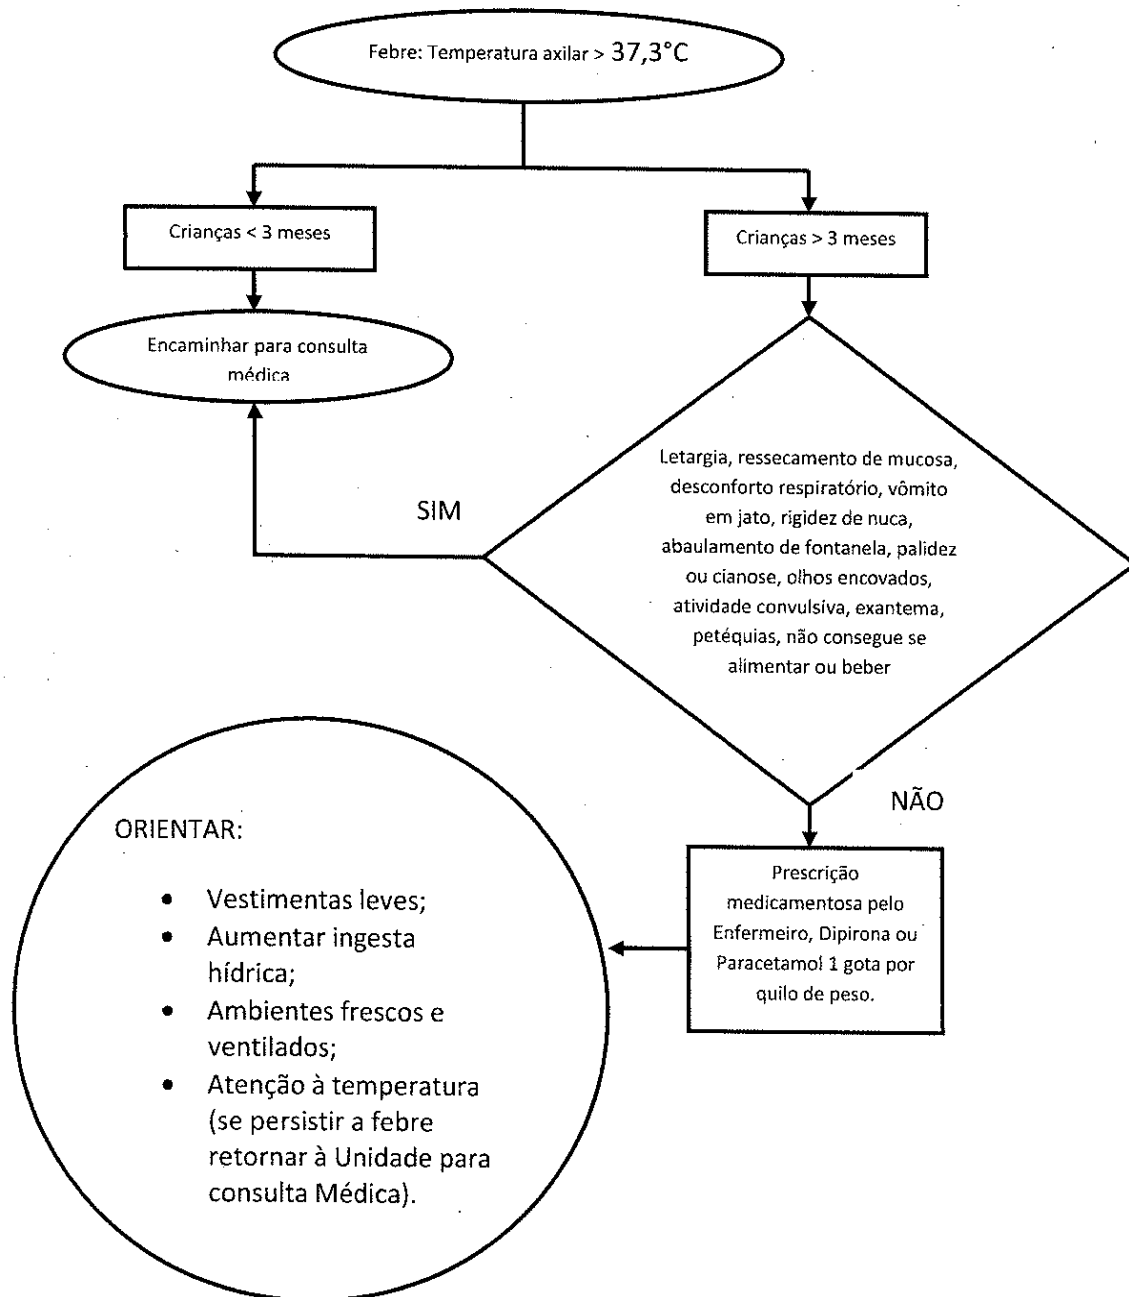 Febre: Temperatura axilar > 37,3°C
Crianças < 3 meses
Crianças > 3 meses
Encaminhar para consulta
médica
SIM
Letargia, ressecamento de mucosa,
desconforto respiratório, vômito
em jato, rigidez de nuca,
abaulamento de fontanela, palidez
ou cianose, olhos encovados,
atividade convulsiva, exantema,
petéquias, não consegue se
alimentar ou beber
NÃO
Prescrição
medicamentosa pelo
Enfermeiro, Dipirona ou
Paracetamol 1 gota por
quilo de peso.
ORIENTAR:
• Vestimentas leves;
• Aumentar ingesta
hídrica;
• Ambientes frescos e
ventilados;
• Atenção à temperatura
(se persistir a febre
retornar à Unidade para
consulta Médica).